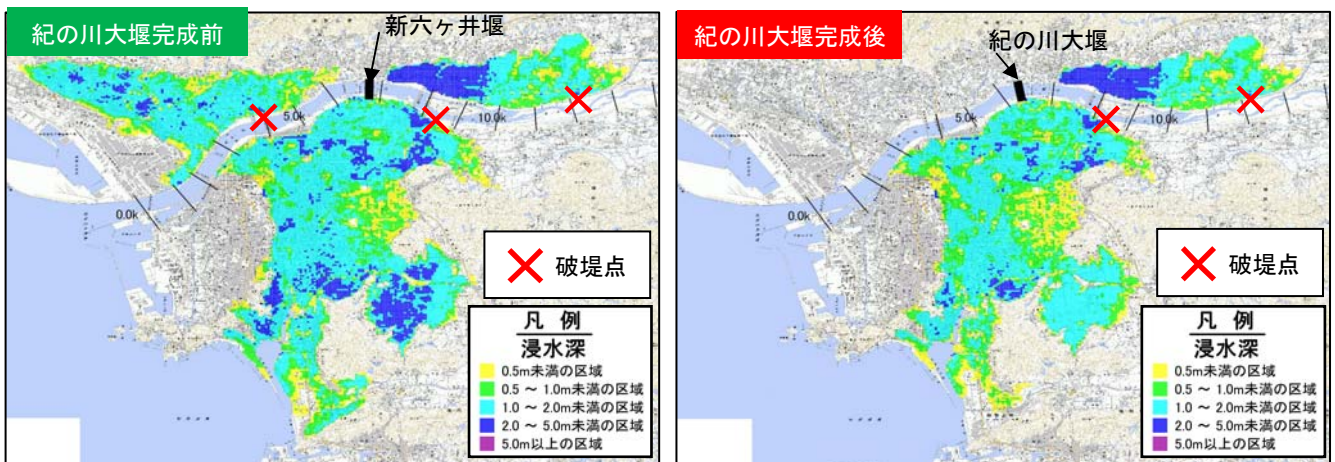 紀の川大堰完成前
新六ヶ井堰
5.0k
10.0k
0.0k
破堤点
凡 例
浸水深
0.5m未満の区域
0.5 ～ 1.0m未満の区域
1.0 ～ 2.0m未満の区域
2.0 ～ 5.0m未満の区域
5.0m以上の区域
紀の川大堰完成後
紀の川大堰
5.0k
10.0k
0.0k
破堤点
凡 例
浸水深
0.5m未満の区域
0.5 ～ 1.0m未満の区域
1.0 ～ 2.0m未満の区域
2.0 ～ 5.0m未満の区域
5.0m以上の区域